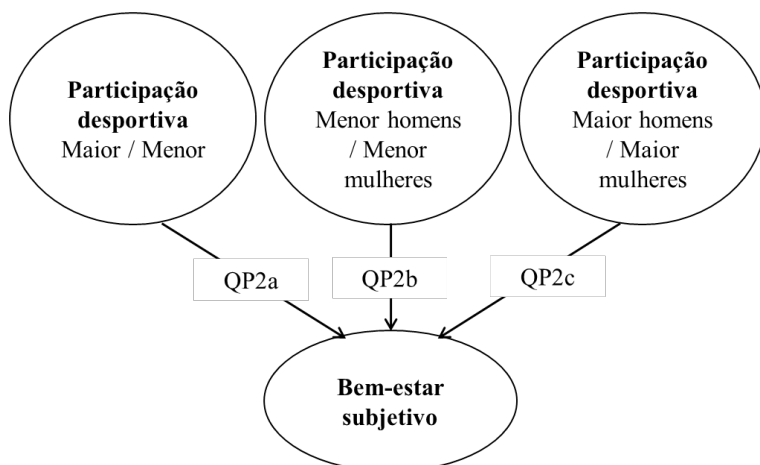 Participação
desportiva
Maior / Menor
Participação
desportiva
Menor homens
/ Menor
mulheres
Participação
desportiva
Maior homens
/ Maior
mulheres
QP2a
QP2b
QP2c
Bem-estar
subjetivo